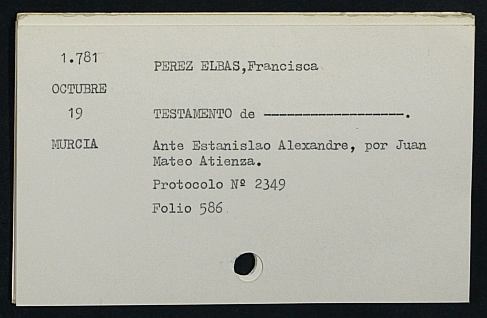 1.781
PEREZ ELBAS,Francisca
OCTUBRE
19
TESTAMENTO de -------------------.
MURCIA
Ante Estanislao Alexandre, por Juan
Mateo Atienza.
Protocolo Nº 2349
Folio 586